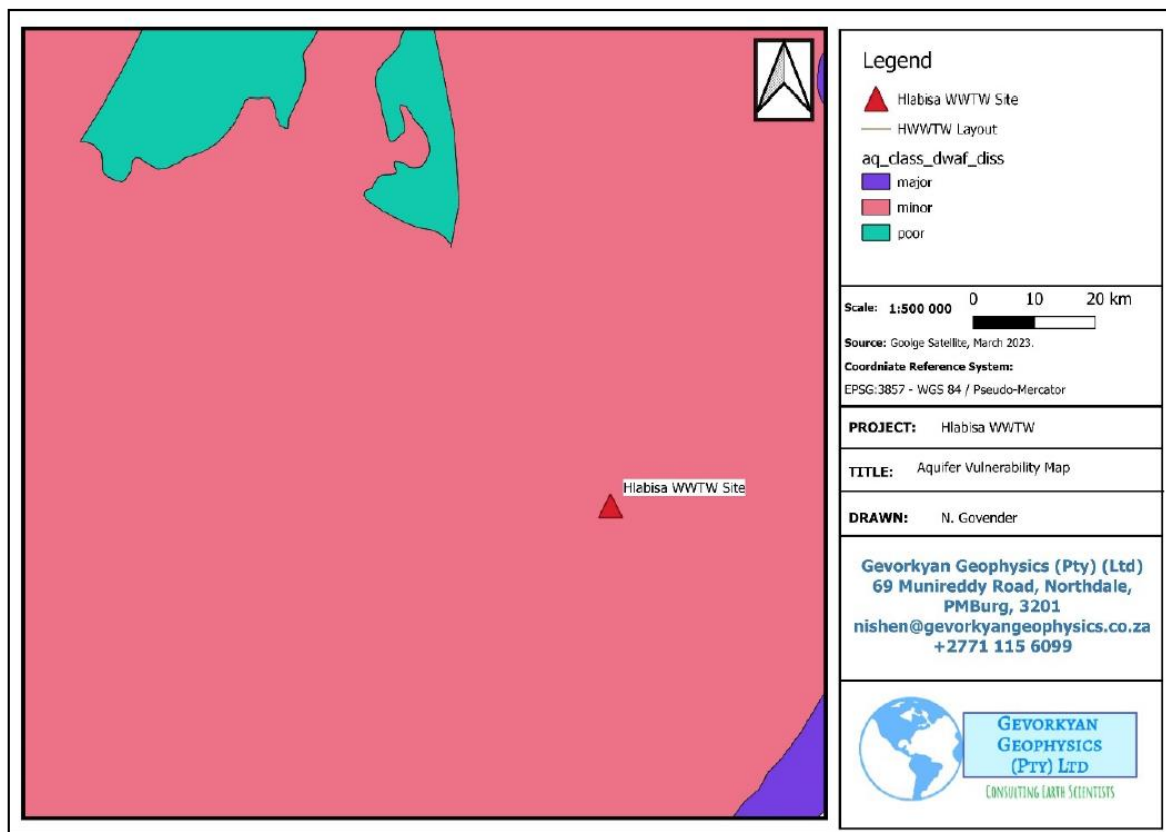 Hlabisa WWTW Site
Legend
Hlabisa WWTW Site
HWWTW Layout
aq_class_dwaf_diss
major
minor
poor
Scale: 1:500 000
0 10 20 km
Source: Goolge Satellite, March 2023.
Coordniate Reference System:
EPSG:3857 - WGS 84 / Pseudo-Mercator
PROJECT: Hlabisa WWTW
TITLE: Aquifer Vulnerability Map
DRAWN: N. Govender
Gevorkyan Geophysics (Pty) (Ltd)
69 Munireddy Road, Northdale,
PMBurg, 3201
nishen@gevorkyangeophysics.co.za
+2771 115 6099
GEVORKYAN
GEOPHYSICS
(PTY) LTD
CONSULTING EARTH SCIENTISTS